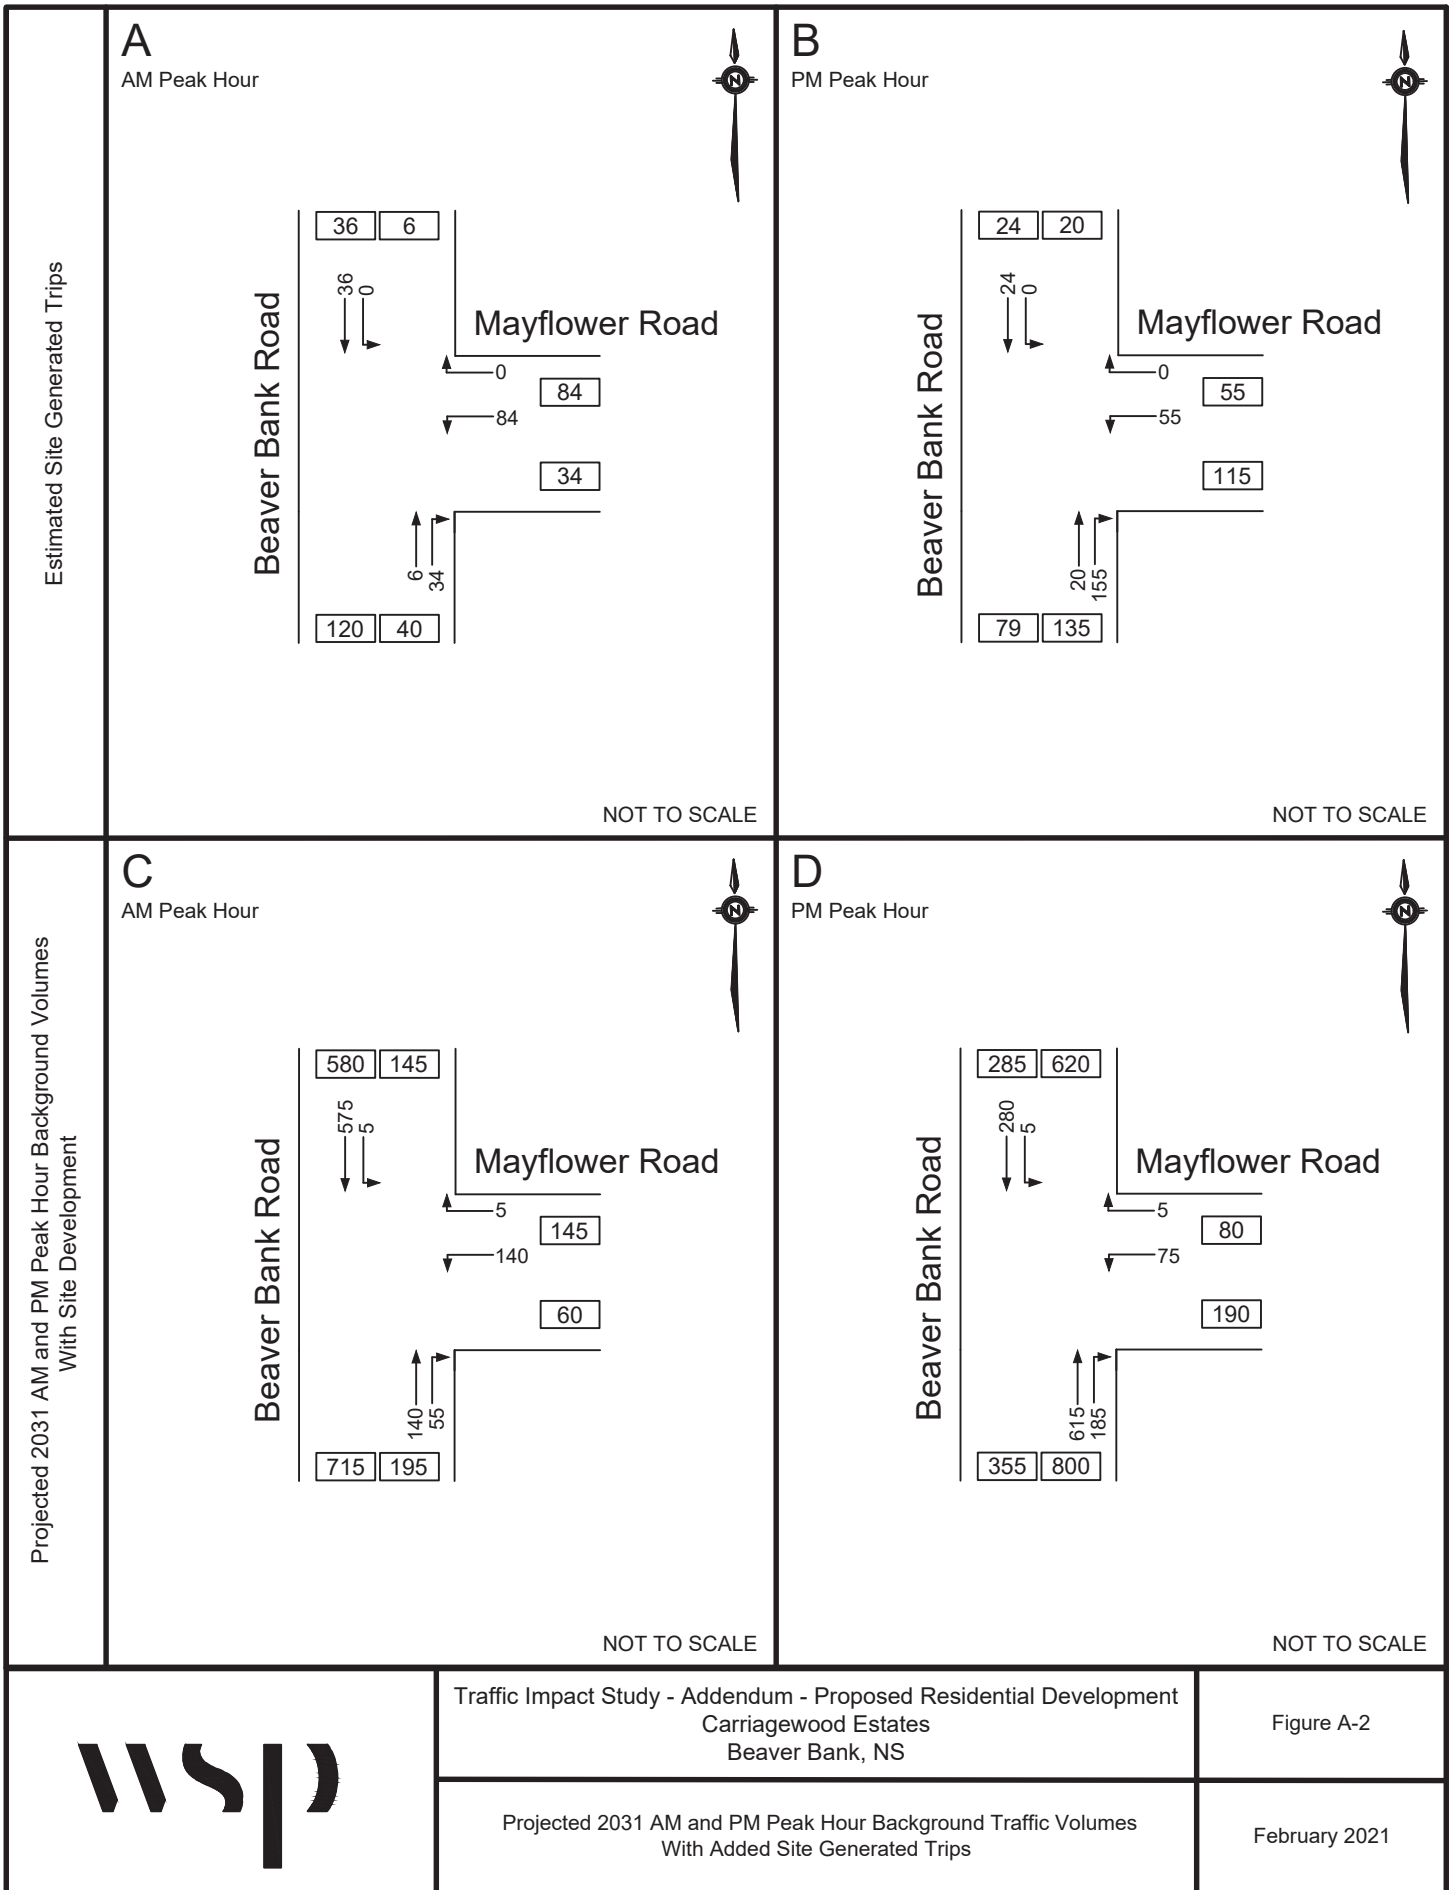 A
AM Peak Hour
N
36 6
36
0
Beaver Bank Road
Mayflower Road
0
84
84
34
6
34
120 40
NOT TO SCALE
B
PM Peak Hour
N
24 20
24
0
Beaver Bank Road
Mayflower Road
0
55
55
115
20
155
79 135
NOT TO SCALE
Estimated Site Generated Trips
C
AM Peak Hour
N
580 145
575
5
Beaver Bank Road
Mayflower Road
5
145
140
60
140
55
715 195
NOT TO SCALE
D
PM Peak Hour
N
285 620
280
5
Beaver Bank Road
Mayflower Road
5
80
75
190
615
185
355 800
NOT TO SCALE
Projected 2031 AM and PM Peak Hour Background Volumes
With Site Development
wsp
Traffic Impact Study - Addendum - Proposed Residential Development
Carriagewood Estates
Beaver Bank, NS
Figure A-2
Projected 2031 AM and PM Peak Hour Background Traffic Volumes
With Added Site Generated Trips
February 2021